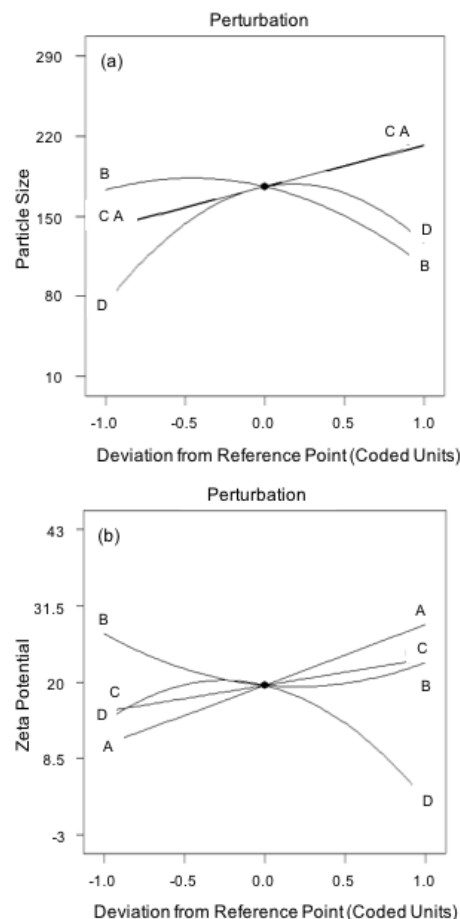 Perturbation
290
(a)
220
C A
B
150
C A
D
80
D
B
10
Particle Size
-1.0 -0.5 0.0 0.5 1.0
Deviation from Reference Point (Coded Units)
Perturbation
43
(b)
31.5
B
A
20
C
C
B
D
8.5
A
D
-3
Zeta Potential
-1.0 -0.5 0.0 0.5 1.0
Deviation from Reference Point (Coded Units)